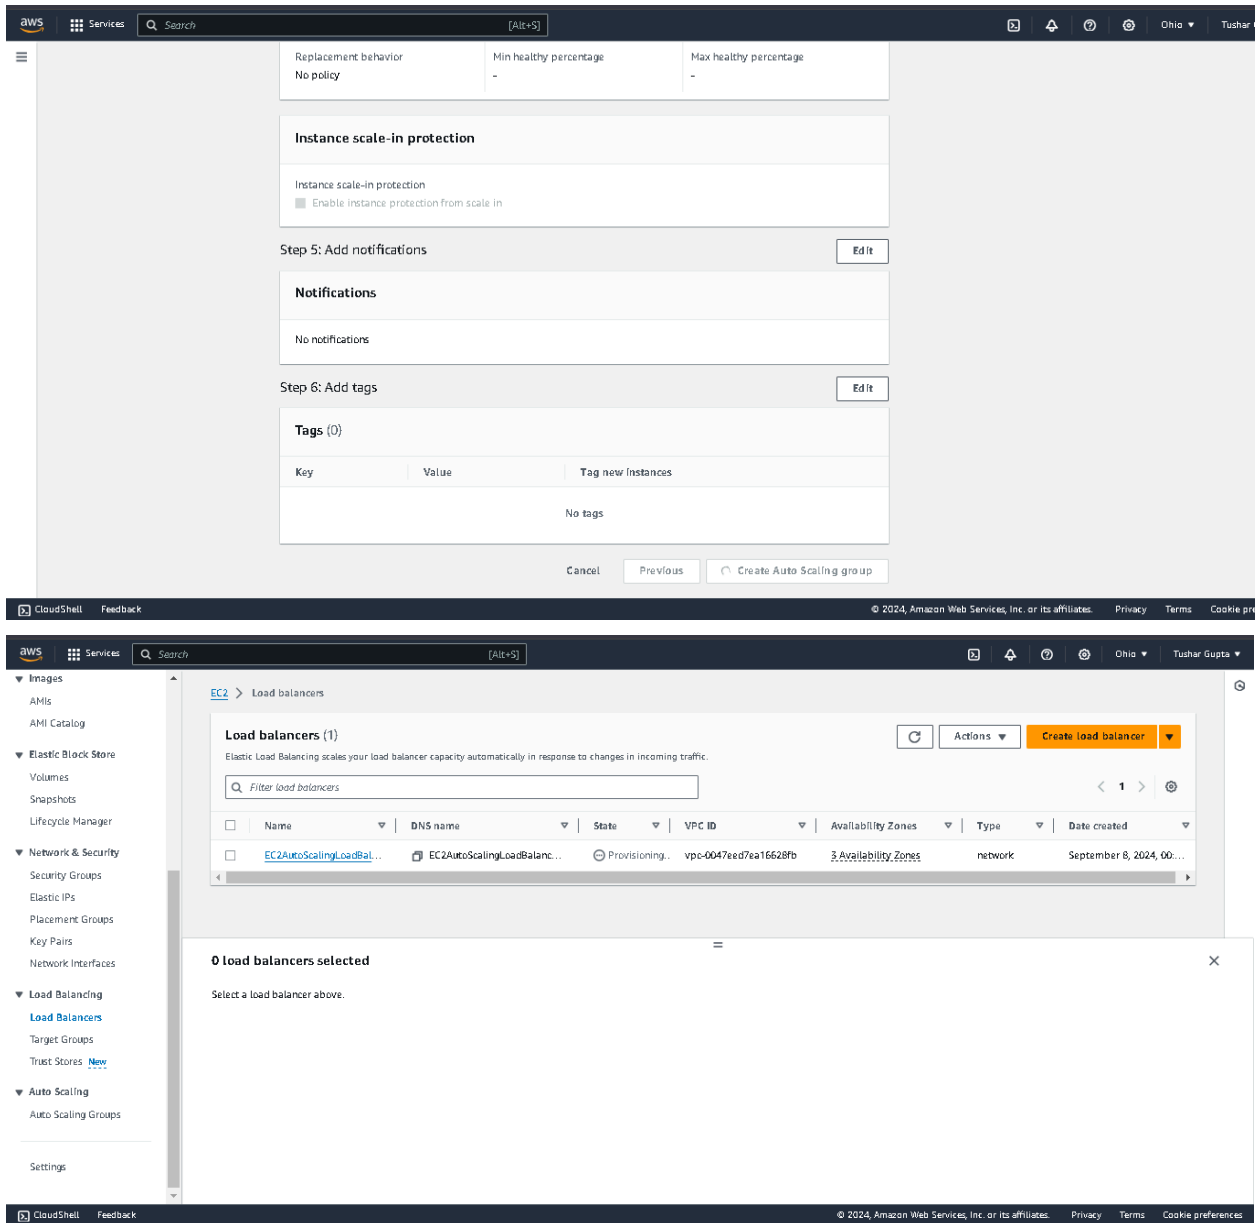 aws Services Search [Alt+S] Ohio Tushar
Replacement behavior Min healthy percentage Max healthy percentage
No policy - -
Instance scale-in protection
Instance scale-in protection
Enable instance protection from scale in
Step 5: Add notifications Edit
Notifications
No notifications
Step 6: Add tags Edit
Tags (0)
Key Value Tag new instances
No tags
Cancel Previous Create Auto Scaling group
CloudShell Feedback © 2024, Amazon Web Services, Inc. or its affiliates. Privacy Terms Cookie pre
aws Services Search [Alt+S] Ohio Tushar Gupta
Images
AMIs
AMI Catalog
Elastic Block Store
Volumes
Snapshots
Lifecycle Manager
Network & Security
Security Groups
Elastic IPs
Placement Groups
Key Pairs
Network Interfaces
Load Balancing
Load Balancers
Target Groups
Trust Stores New
Auto Scaling
Auto Scaling Groups
Settings
EC2 > Load balancers
Load balancers (1) Actions Create load balancer
Elastic Load Balancing scales your load balancer capacity automatically in response to changes in incoming traffic.
Filter load balancers < 1 >
Name DNS name State VPC ID Availability Zones Type Date created
EC2AutoScalingLoadBal... EC2AutoScalingLoadBalanc... Provisioning.. vpc-0047eed7ea16628fb 3 Availability Zones network September 8, 2024, 00:...
0 load balancers selected
Select a load balancer above.
CloudShell Feedback © 2024, Amazon Web Services, Inc. or its affiliates. Privacy Terms Cookie preferences